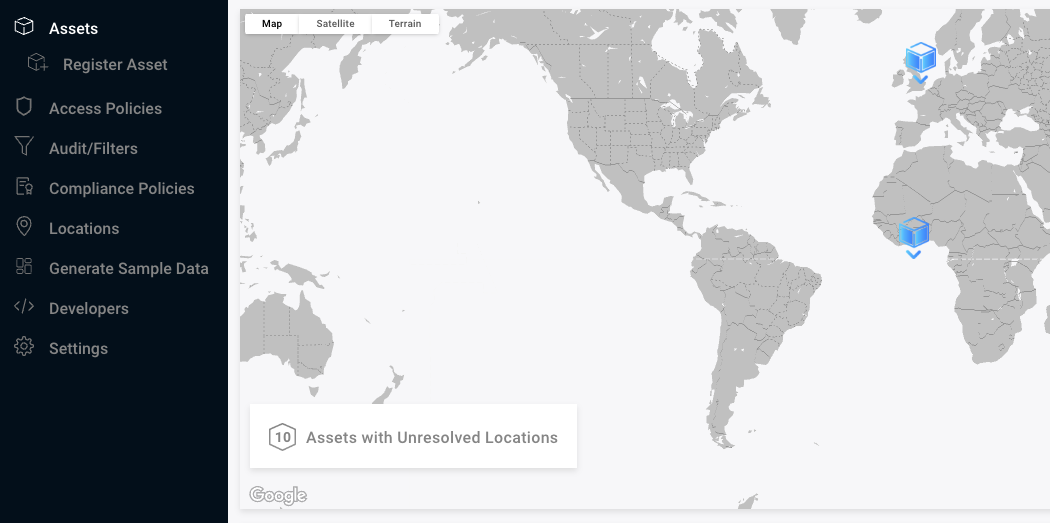 Assets
Register Asset
Access Policies
Audit/Filters
Compliance Policies
Locations
Generate Sample Data
Developers
Settings
Map Satellite Terrain
10 Assets with Unresolved Locations
Google